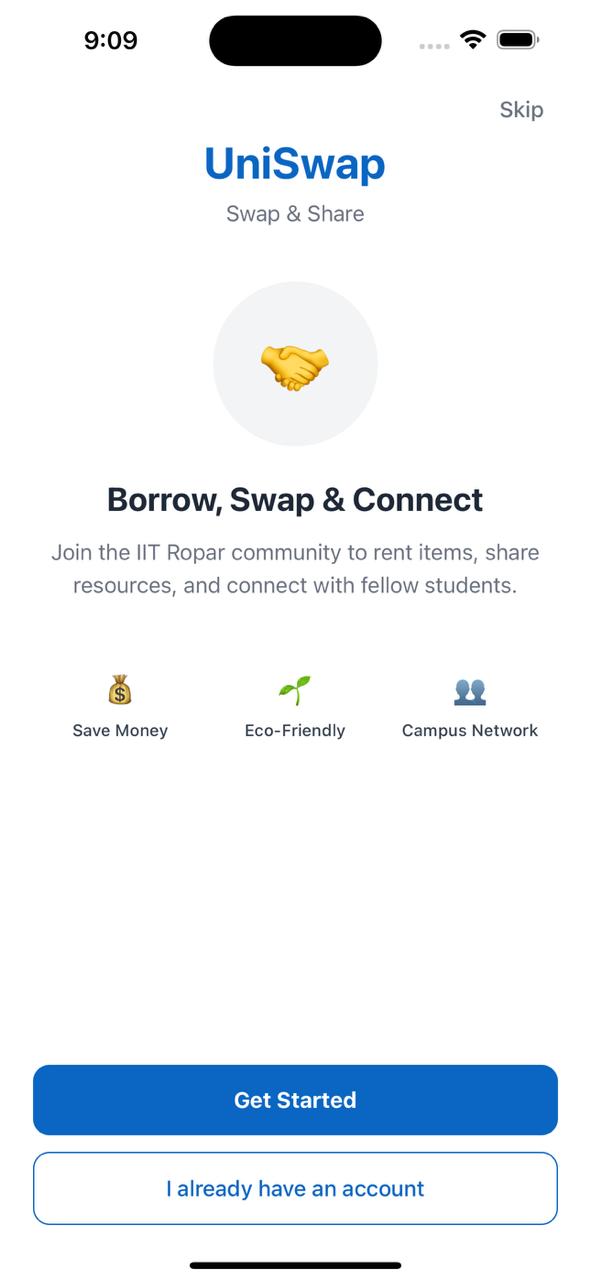 9:09
Skip
UniSwap
Swap & Share
Borrow, Swap & Connect
Join the IIT Ropar community to rent items, share
resources, and connect with fellow students.
Save Money
Eco-Friendly
Campus Network
Get Started
I already have an account